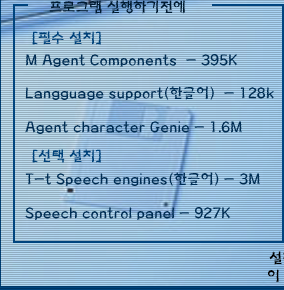 프로그램 실행하기전에
[필수 설치]
M Agent Components - 395K
Langguage support(한글어) - 128k
Agent character Genie - 1.6M
[선택 설치]
T-t Speech engines(한글어) - 3M
Speech control panel - 927K
이